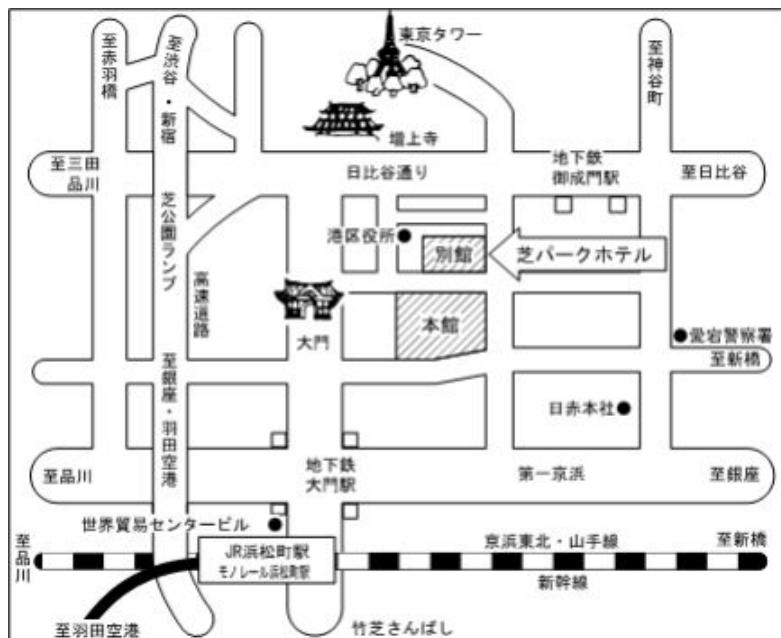 東京タワー
至赤羽橋
至渋谷・新宿
至神谷町
増上寺
至三田
品川
日比谷通り
地下鉄
御成門駅
至日比谷
芝公園ランプ
港区役所
別館
芝パークホテル
高速道路
大門
本館
愛宕警察署
至新橋
至銀座・羽田空港
日赤本社
至品川
地下鉄
大門駅
第一京浜
至銀座
世界貿易センタービル
至品川
JR浜松町駅
モノレール浜松町駅
京浜東北・山手線
至新橋
新幹線
至羽田空港
竹芝さんばし